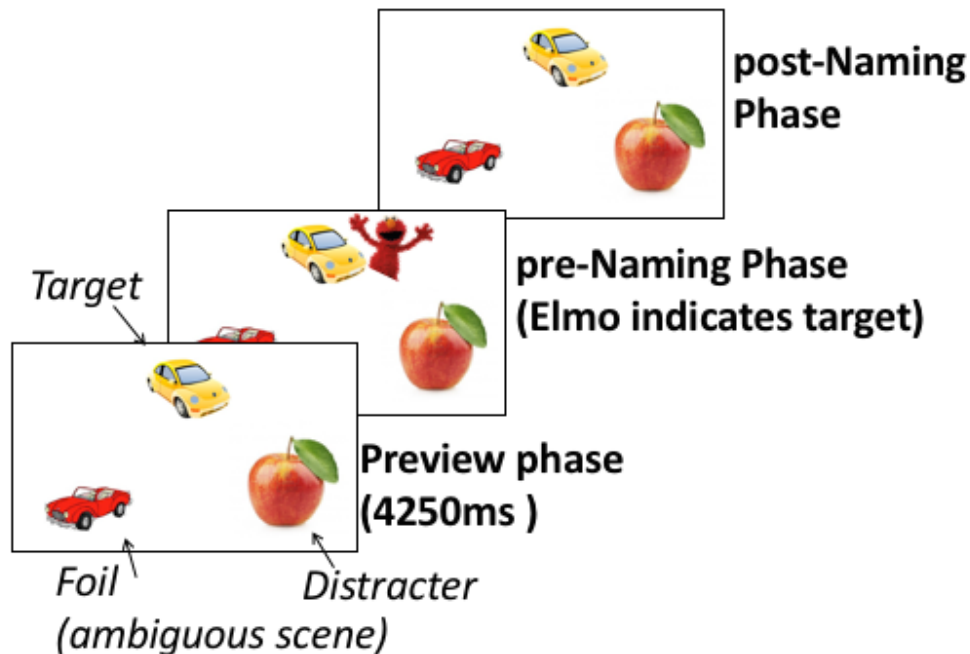 post-Naming
Phase
pre-Naming Phase
(Elmo indicates target)
Target
Preview phase
(4250ms )
Foil
(ambiguous scene)
Distracter